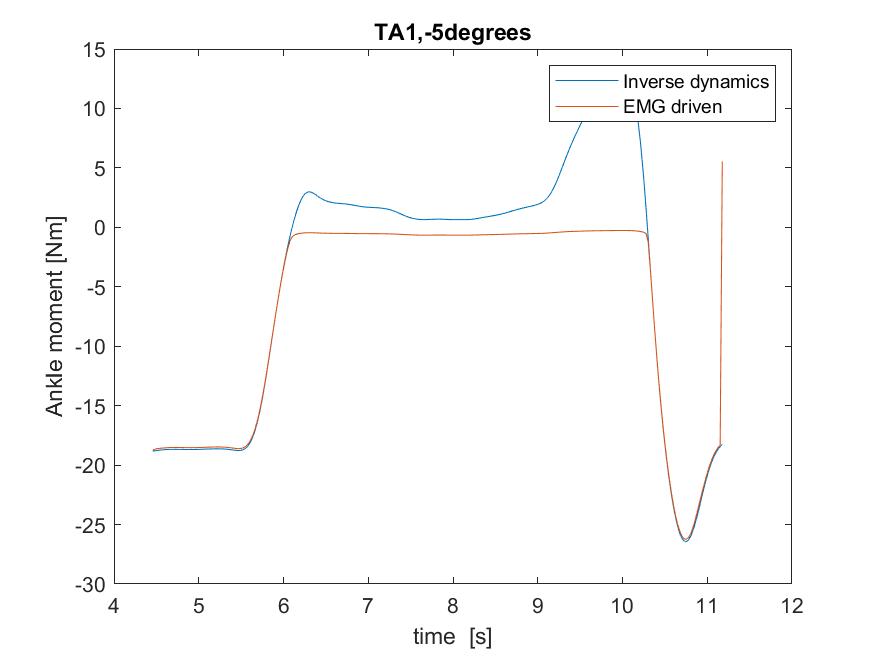 TA1,-5degrees
15
10
5
0
-5
-10
-15
-20
-25
-30
Ankle moment [Nm]
Inverse dynamics
EMG driven
4 5 6 7 8 9 10 11 12
time [s]